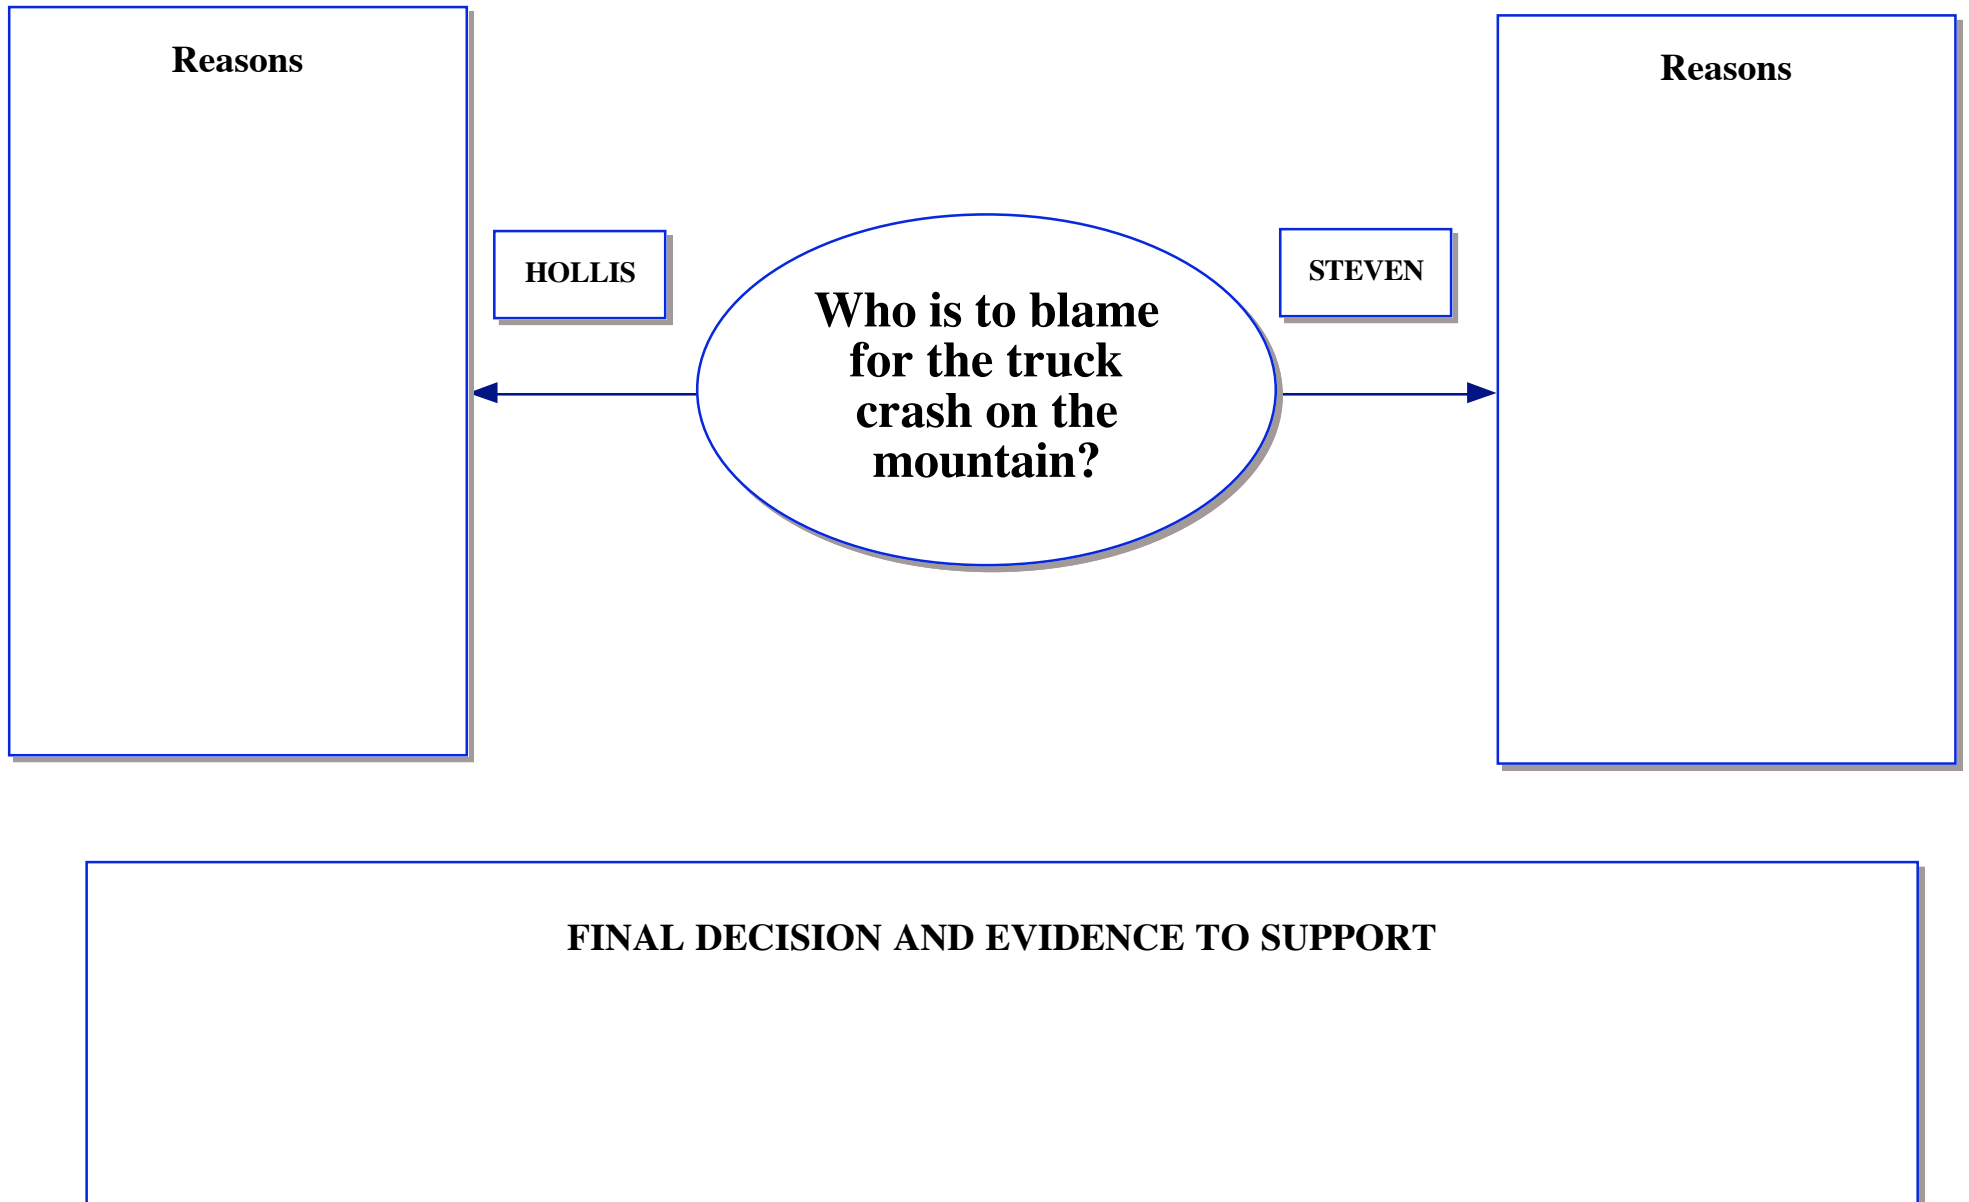 Reasons
Reasons
HOLLIS
STEVEN
Who is to blame
for the truck
crash on the
mountain?
FINAL DECISION AND EVIDENCE TO SUPPORT